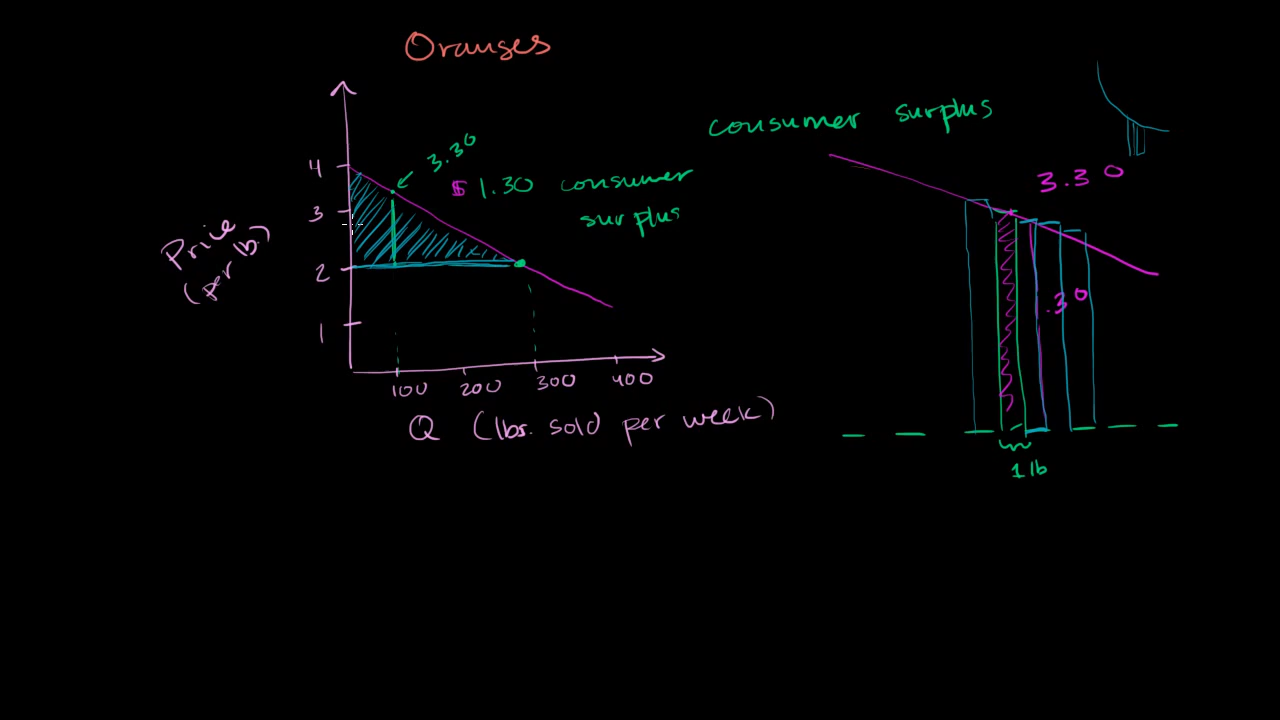 Oranges
consumer surplus
3.30
$1.30 consumer
surplus
3.30
4
3
2
1
Price
(per lb.)
.30
100 200 300 400
Q (lbs. sold per week)
1 lb